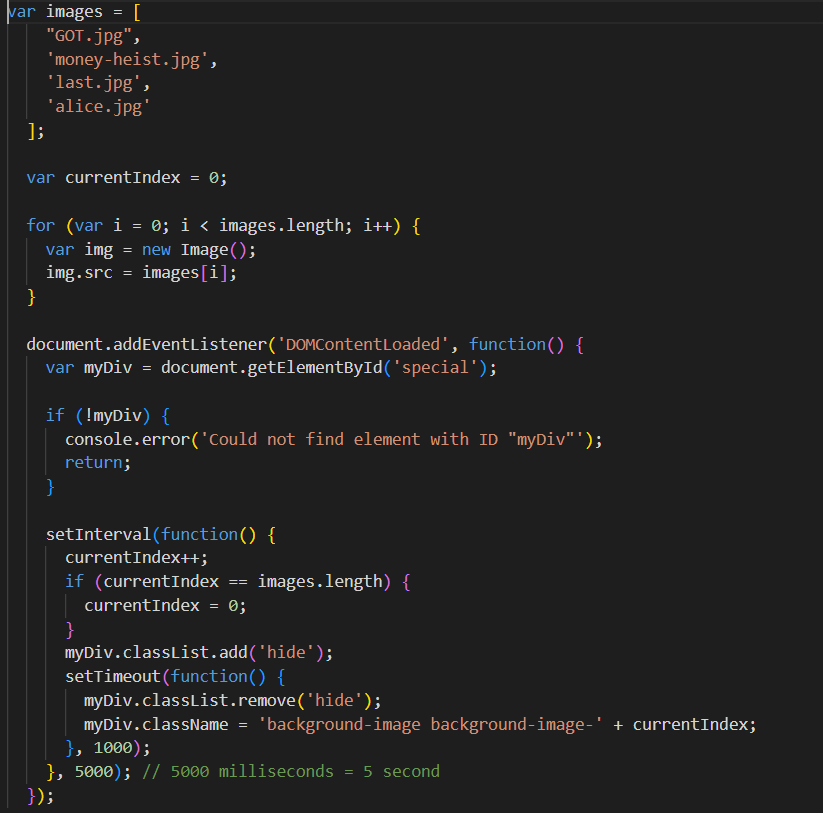 var images = [
    "GOT.jpg",
    'money-heist.jpg',
    'last.jpg',
    'alice.jpg'
  ];

  var currentIndex = 0;

  for (var i = 0; i < images.length; i++) {
    var img = new Image();
    img.src = images[i];
  }

  document.addEventListener('DOMContentLoaded', function() {
    var myDiv = document.getElementById('special');

    if (!myDiv) {
      console.error('Could not find element with ID "myDiv"');
      return;
    }

    setInterval(function() {
      currentIndex++;
      if (currentIndex == images.length) {
        currentIndex = 0;
      }
      myDiv.classList.add('hide');
      setTimeout(function() {
        myDiv.classList.remove('hide');
        myDiv.className = 'background-image background-image-' + currentIndex;
      }, 1000);
    }, 5000); // 5000 milliseconds = 5 second
  });